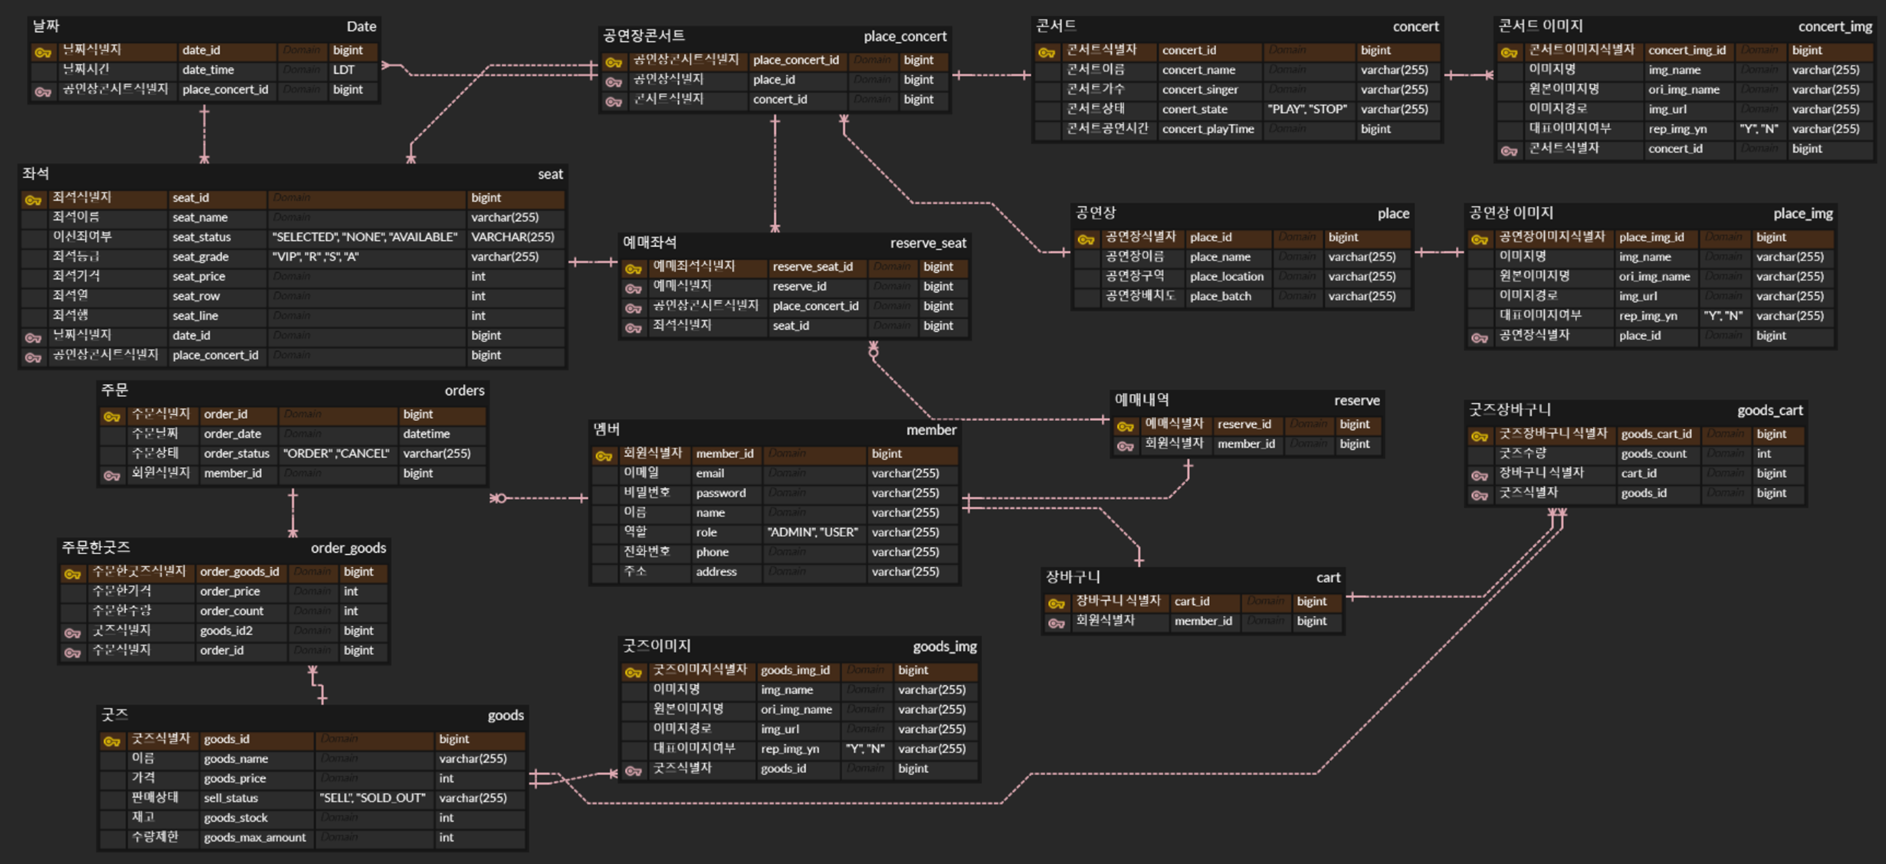 날짜 Date
날짜식별자 date_id Domain bigint
날짜시간 date_time Domain LDT
공연장콘서트식별자 place_concert_id Domain bigint
공연장콘서트 place_concert
공연장콘서트식별자 place_concert_id Domain bigint
공연장식별자 place_id Domain bigint
콘서트식별자 concert_id Domain bigint
콘서트 concert
콘서트식별자 concert_id Domain bigint
콘서트이름 concert_name Domain varchar(255)
콘서트가수 concert_singer Domain varchar(255)
콘서트상태 conert_state "PLAY", "STOP" varchar(255)
콘서트공연시간 concert_playTime Domain bigint
콘서트 이미지 concert_img
콘서트이미지식별자 concert_img_id Domain bigint
이미지명 img_name Domain varchar(255)
원본이미지명 ori_img_name Domain varchar(255)
이미지경로 img_url Domain varchar(255)
대표이미지여부 rep_img_yn "Y", "N" varchar(255)
콘서트식별자 concert_id Domain bigint
좌석 seat
좌석식별자 seat_id Domain bigint
좌석이름 seat_name Domain varchar(255)
이선좌여부 seat_status "SELECTED", "NONE", "AVAILABLE" VARCHAR(255)
좌석등급 seat_grade "VIP", "R" ,"S", "A" varchar(255)
좌석가격 seat_price Domain int
좌석열 seat_row Domain int
좌석행 seat_line Domain int
날짜식별자 date_id Domain bigint
공연장콘서트식별자 place_concert_id Domain bigint
예매좌석 reserve_seat
예매좌석식별자 reserve_seat_id Domain bigint
예매식별자 reserve_id Domain bigint
공연장콘서트식별자 place_concert_id Domain bigint
좌석식별자 seat_id Domain bigint
공연장 place
공연장식별자 place_id Domain bigint
공연장이름 place_name Domain varchar(255)
공연장구역 place_location Domain varchar(255)
공연장배치도 place_batch Domain varchar(255)
공연장 이미지 place_img
공연장이미지식별자 place_img_id Domain bigint
이미지명 img_name Domain varchar(255)
원본이미지명 ori_img_name Domain varchar(255)
이미지경로 img_url Domain varchar(255)
대표이미지여부 rep_img_yn "Y", "N" varchar(255)
공연장식별자 place_id Domain bigint
주문 orders
주문식별자 order_id Domain bigint
주문날짜 order_date Domain datetime
주문상태 order_status "ORDER" ,"CANCEL" varchar(255)
회원식별자 member_id Domain bigint
멤버 member
회원식별자 member_id Domain bigint
이메일 email Domain varchar(255)
비밀번호 password Domain varchar(255)
이름 name Domain varchar(255)
역할 role "ADMIN", "USER" varchar(255)
전화번호 phone Domain varchar(255)
주소 address Domain varchar(255)
예매내역 reserve
예매식별자 reserve_id Domain bigint
회원식별자 member_id Domain bigint
굿즈장바구니 goods_cart
굿즈장바구니 식별자 goods_cart_id Domain bigint
굿즈수량 goods_count Domain int
장바구니 식별자 cart_id Domain bigint
굿즈식별자 goods_id Domain bigint
주문한굿즈 order_goods
주문한굿즈식별자 order_goods_id Domain bigint
주문한가격 order_price Domain int
주문한수량 order_count Domain int
굿즈식별자 goods_id2 Domain bigint
주문식별자 order_id Domain bigint
장바구니 cart
장바구니 식별자 cart_id Domain bigint
회원식별자 member_id Domain bigint
굿즈이미지 goods_img
굿즈이미지식별자 goods_img_id Domain bigint
이미지명 img_name Domain varchar(255)
원본이미지명 ori_img_name Domain varchar(255)
이미지경로 img_url Domain varchar(255)
대표이미지여부 rep_img_yn "Y", "N" varchar(255)
굿즈식별자 goods_id Domain bigint
굿즈 goods
굿즈식별자 goods_id Domain bigint
이름 goods_name Domain varchar(255)
가격 goods_price Domain int
판매상태 sell_status "SELL", "SOLD_OUT" varchar(255)
재고 goods_stock Domain int
수량제한 goods_max_amount Domain int